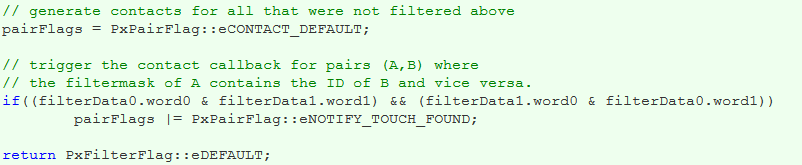 // generate contacts for all that were not filtered above
pairFlags = PxPairFlag::eCONTACT_DEFAULT;
// trigger the contact callback for pairs (A,B) where
// the filtermask of A contains the ID of B and vice versa.
if((filterData0.word0 & filterData1.word1) && (filterData1.word0 & filterData0.word1))
pairFlags |= PxPairFlag::eNOTIFY_TOUCH_FOUND;
return PxFilterFlag::eDEFAULT;